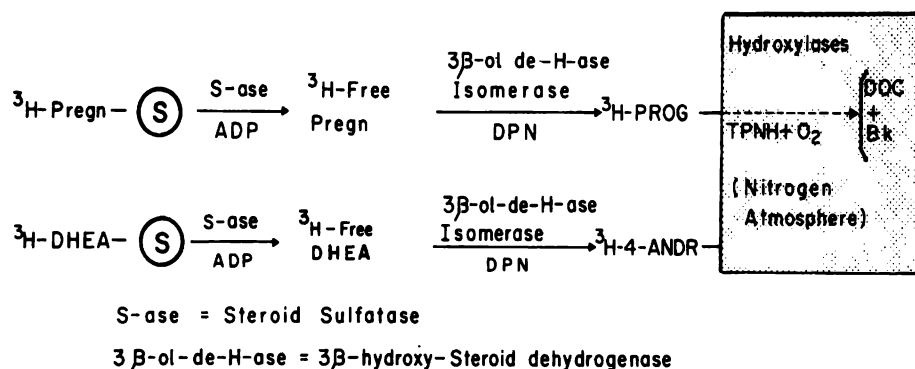 ³H-Pregn— S S-ase ADP ³H-Free Pregn 3β-ol de-H-ase Isomerase DPN ³H-PROG
Hydroxylases
TPNH+O₂
DOC
+
Bk
(Nitrogen
Atmosphere)
³H-DHEA— S S-ase ADP ³H-Free DHEA 3β-ol-de-H-ase Isomerase DPN ³H-4-ANDR
S-ase = Steroid Sulfatase
3β-ol-de-H-ase = 3β-hydroxy-Steroid dehydrogenase